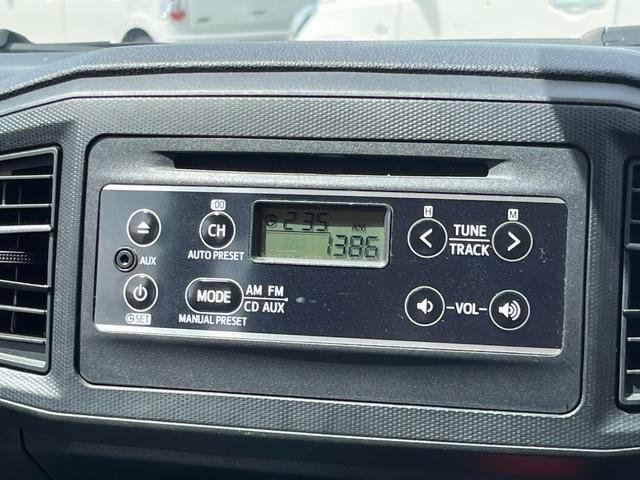 :00
CH
AUTO PRESET
AUX
SET
MODE
AM FM
CD AUX
MANUAL PRESET
2:35
AM
1386
H
M
TUNE
TRACK
VOL